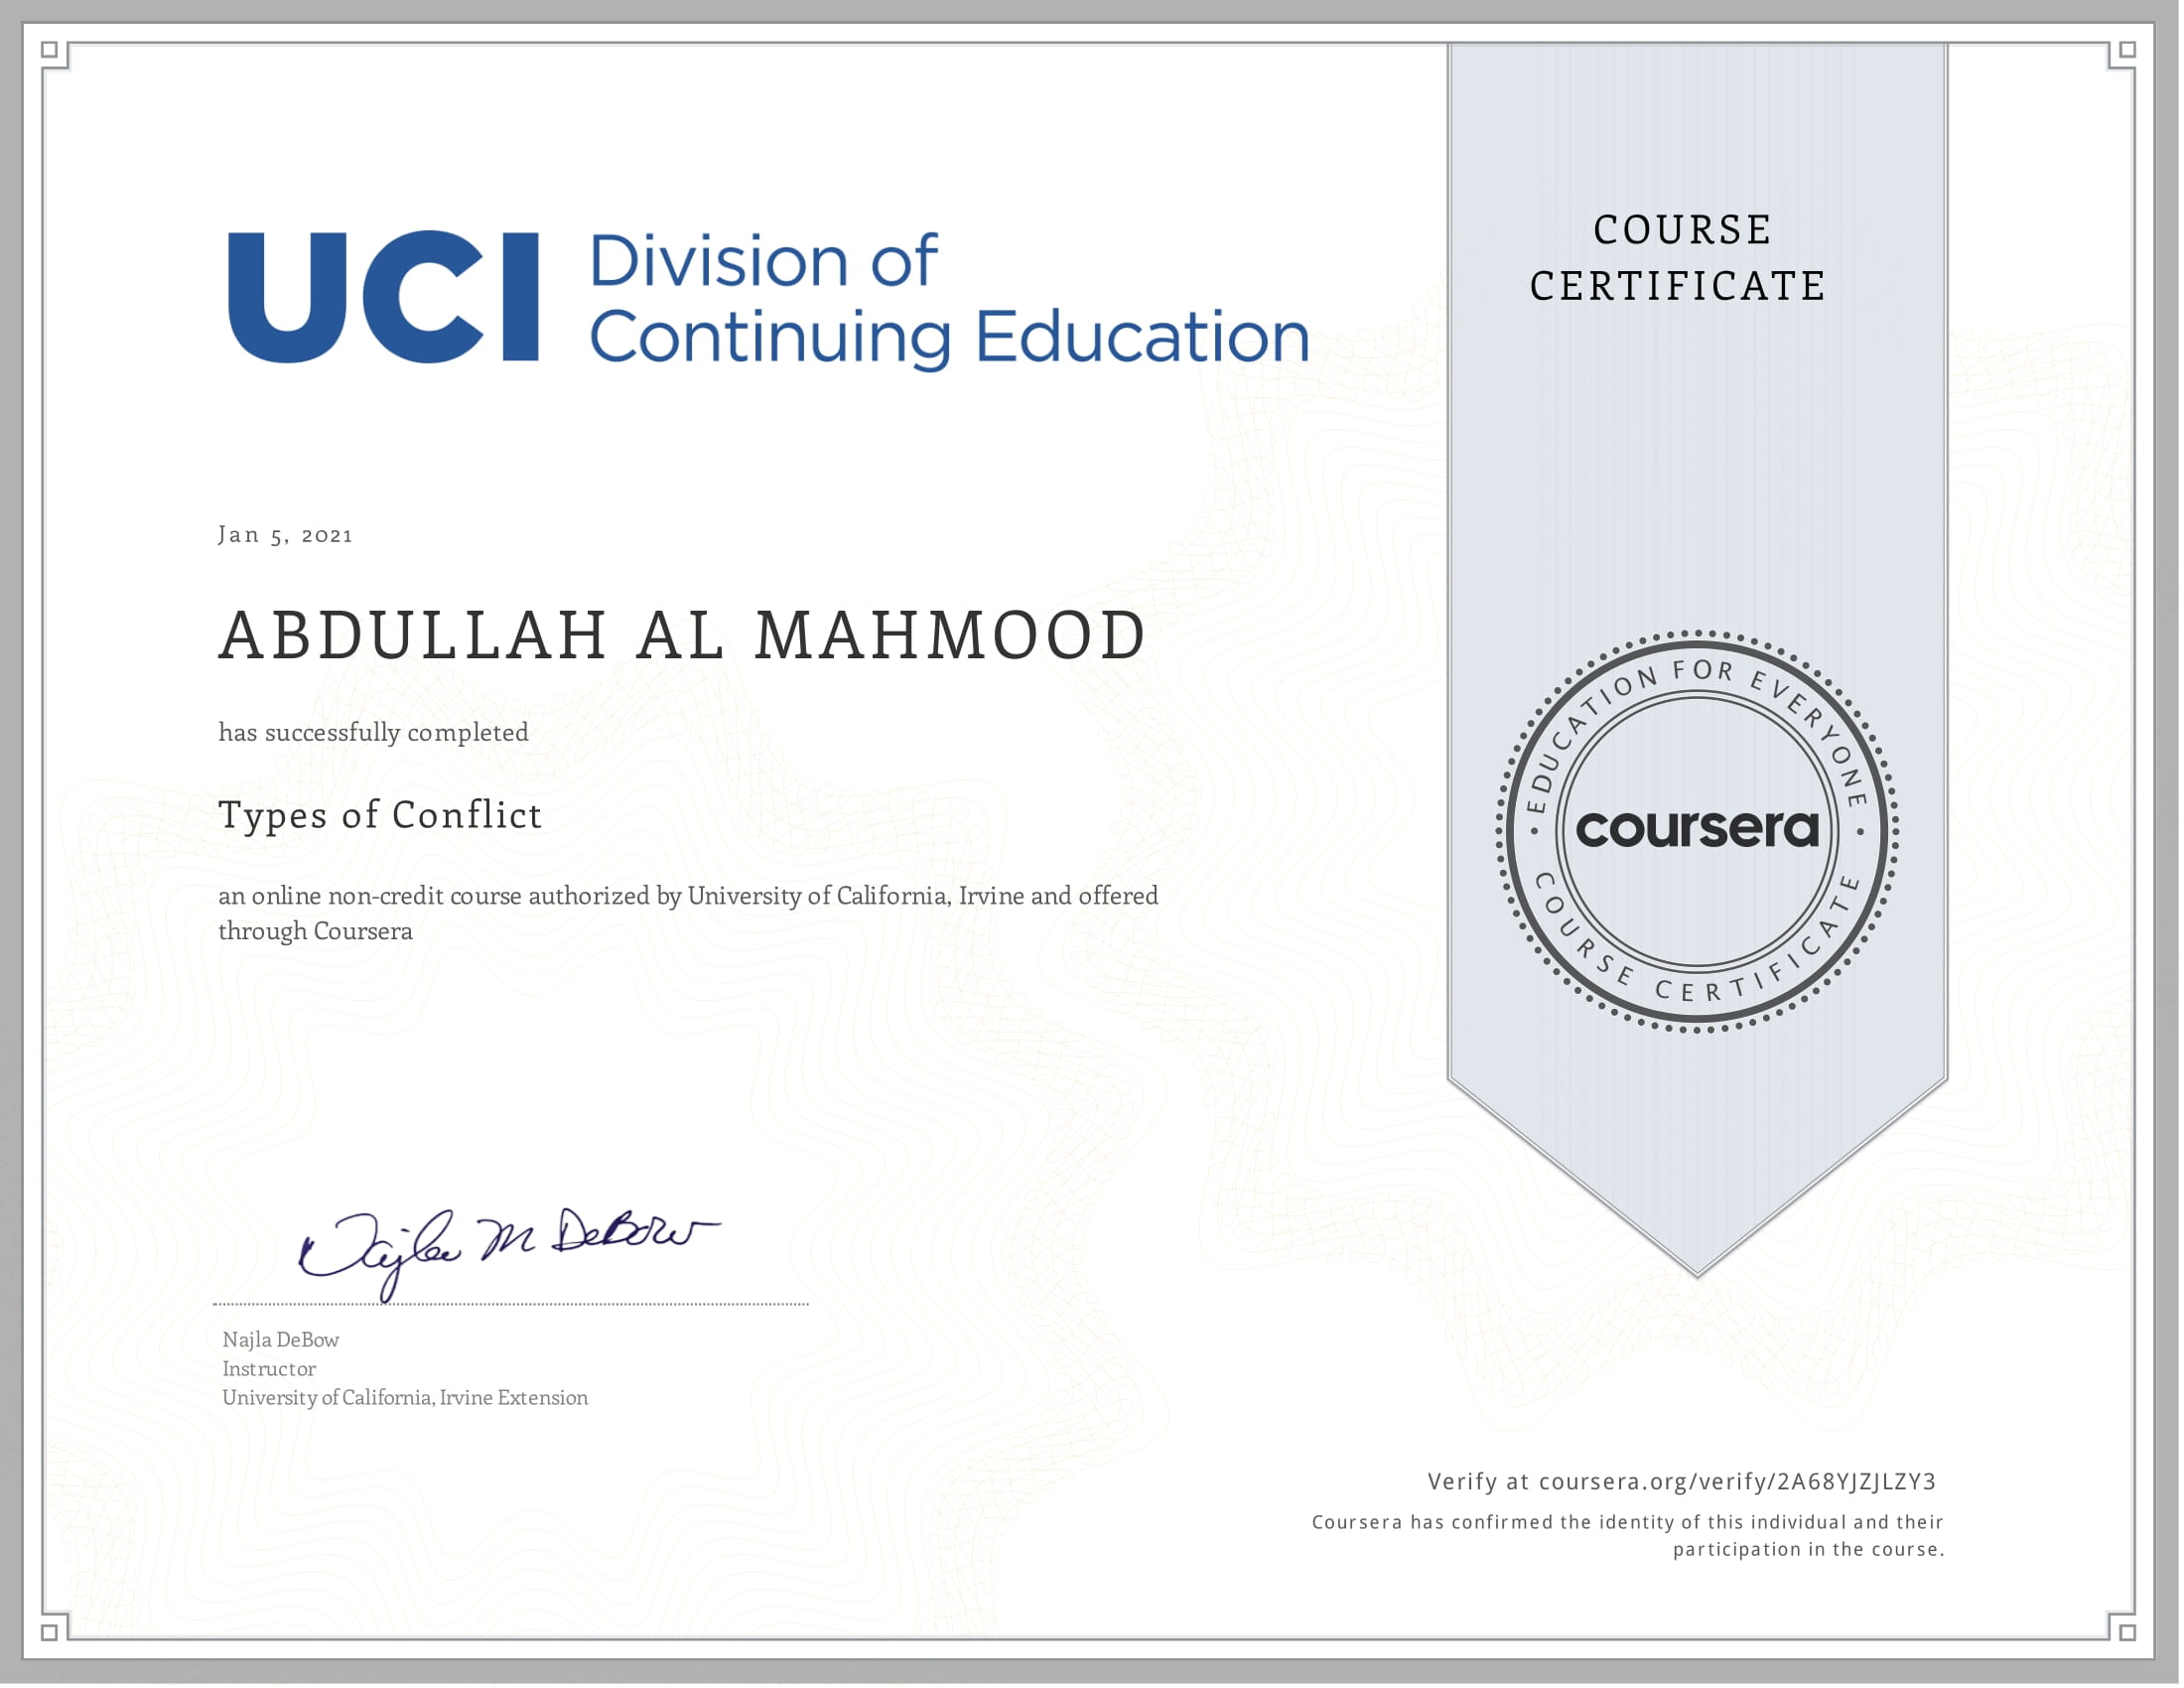 UCI Division of
Continuing Education
COURSE
CERTIFICATE
Jan 5, 2021
ABDULLAH AL MAHMOOD
has successfully completed
Types of Conflict
an online non-credit course authorized by University of California, Irvine and offered
through Coursera
EDUCATION FOR EVERYONE
coursera
COURSE CERTIFICATE
Najla M DeBow
Najla DeBow
Instructor
University of California, Irvine Extension
Verify at coursera.org/verify/2A68YJZJLZY3
Coursera has confirmed the identity of this individual and their
participation in the course.